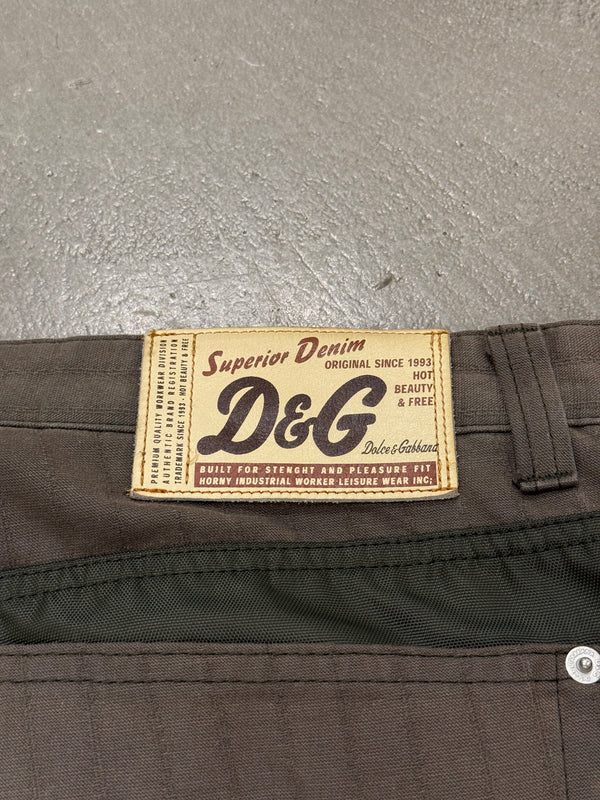 PREMIUM QUALITY WORKWEAR DIVISION
AUTHENTIC BRAND REGISTRATION
TRADEMARK SINCE 1993 - HOT BEAUTY & FREE
Superior Denim
ORIGINAL SINCE 1993
HOT
BEAUTY
& FREE
D&G
Dolce & Gabbana
BUILT FOR STENGHT AND PLEASURE FIT
HORNY INDUSTRIAL WORKER LEISURE WEAR INC;